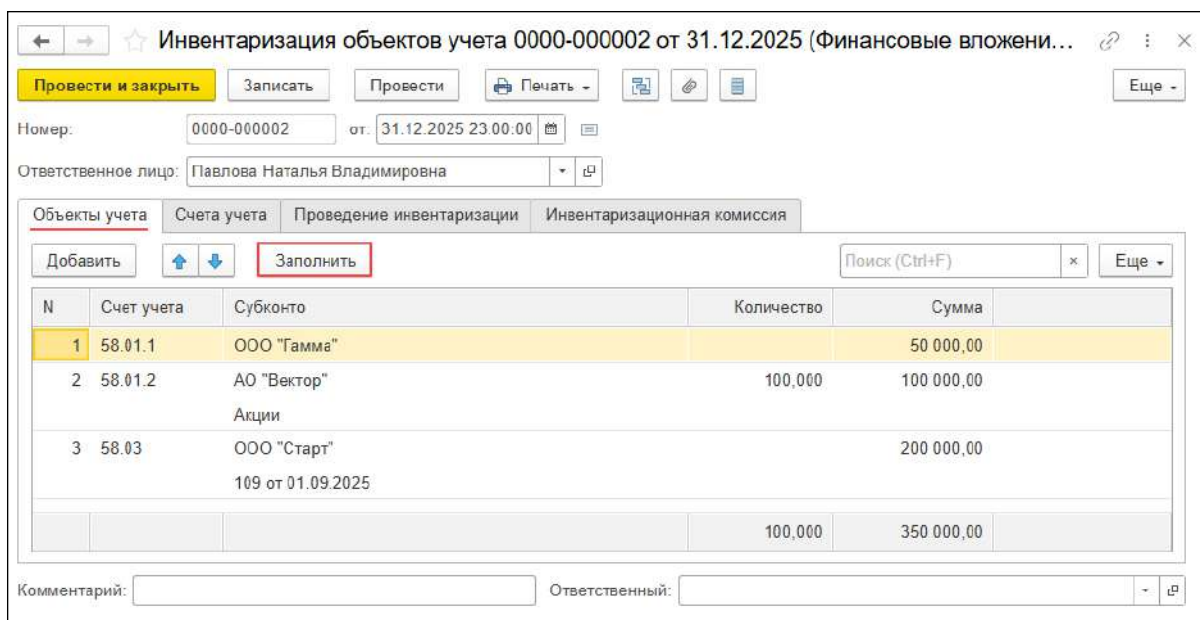 Инвентаризация объектов учета 0000-000002 от 31.12.2025 (Финансовые вложени...
Провести и закрыть Записать Провести Печать Еще
Номер: 0000-000002 от: 31.12.2025 23:00:00
Ответственное лицо: Павлова Наталья Владимировна
Объекты учета Счета учета Проведение инвентаризации Инвентаризационная комиссия
Добавить Заполнить Поиск (Ctrl+F) × Еще
N Счет учета Субконто Количество Сумма
1 58.01.1 ООО "Гамма" 50 000,00
2 58.01.2 АО "Вектор" 100,000 100 000,00
Акции
3 58.03 ООО "Старт" 200 000,00
109 от 01.09.2025
100,000 350 000,00
Комментарий: Ответственный: